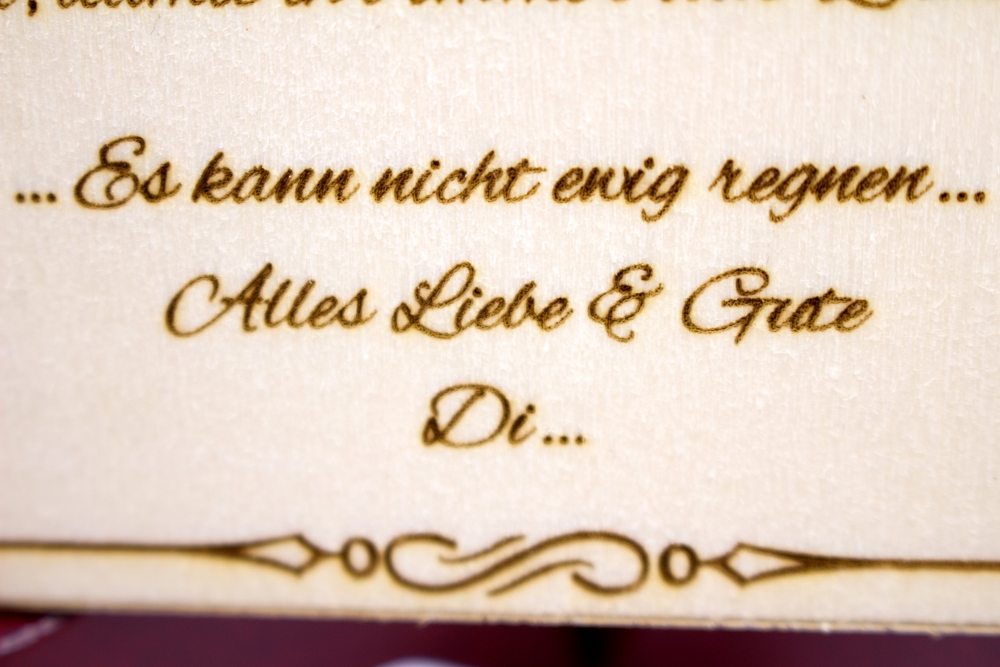 ... Es kann nicht ewig regnen ...
Alles Liebe & Gute
Di ...